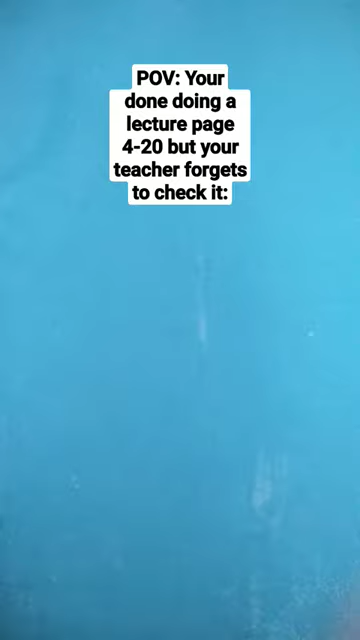 POV: Your
done doing a
lecture page
4-20 but your
teacher forgets
to check it: